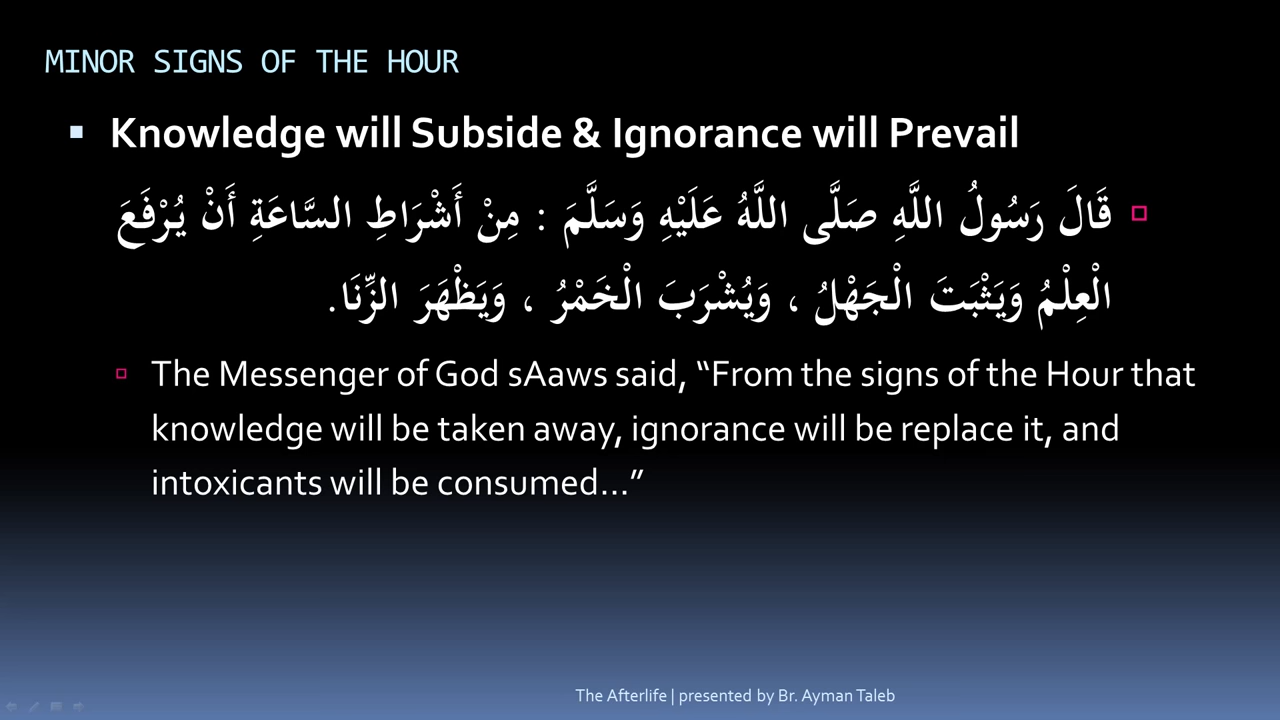 MINOR SIGNS OF THE HOUR
Knowledge will Subside & Ignorance will Prevail
قَالَ رَسُولُ اللَّهِ صَلَّى اللَّهُ عَلَيْهِ وَسَلَّمَ : مِنْ أَشْرَاطِ السَّاعَةِ أَنْ يُرْفَعَ
الْعِلْمُ وَيَثْبَتَ الْجَهْلُ ، وَيُشْرَبَ الْخَمْرُ ، وَيَظْهَرَ الزِّنَا.
The Messenger of God sAaws said, “From the signs of the Hour that
knowledge will be taken away, ignorance will be replace it, and
intoxicants will be consumed…”
The Afterlife | presented by Br. Ayman Taleb